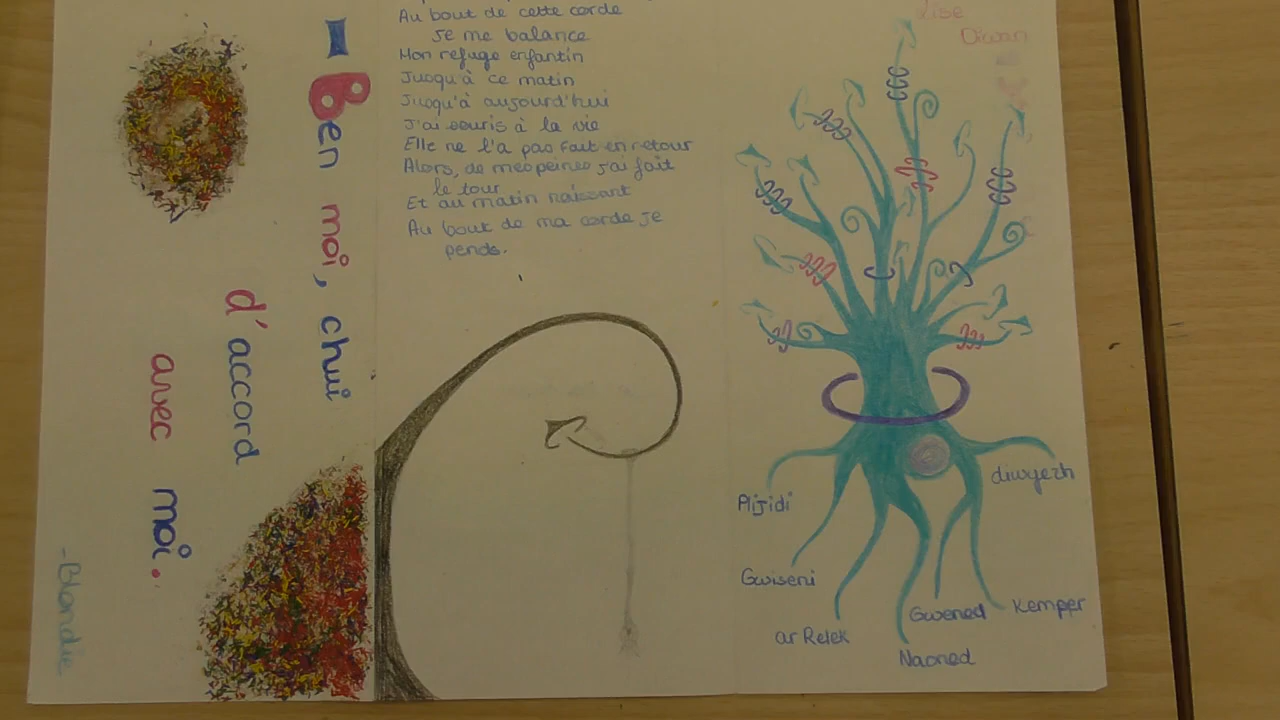 - Ben moi, chui
d'accord
avec moi.
-Blondie
Au bout de cette corde
Je me balance
Mon refuge enfantin
Jusqu'à ce matin
Jusqu'à aujourd'hui
J'ai souris à la vie
Elle ne l'a pas fait en retour
Alors, de mes peines j'ai fait
le tour
Et au matin naissant
Au bout de ma corde je
pends.
Lise
Diwan
Plijidi
Gwiseni
ar Relek
Naoned
Gwened
Kemper
diwyezh